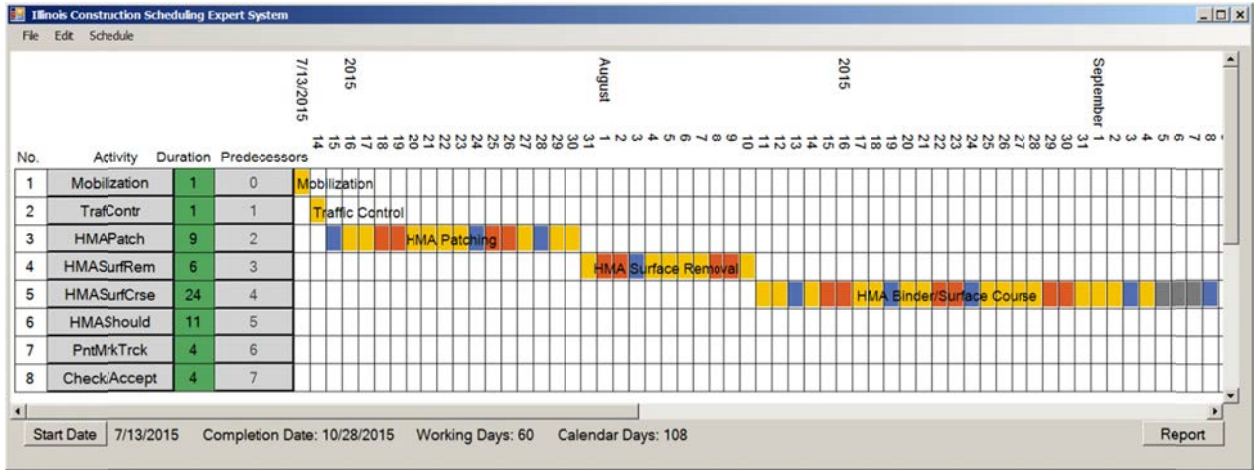 Illinois Construction Scheduling Expert System
File Edit Schedule
7/13/2015 2015 August 2015 September
14 15 16 17 18 19 20 21 22 23 24 25 26 27 28 29 30 31 1 2 3 4 5 6 7 8 9 10 11 12 13 14 15 16 17 18 19 20 21 22 23 24 25 26 27 28 29 30 31 1 2 3 4 5 6 7 8
No. Activity Duration Predecessors
1 Mobilization 1 0 Mobilization
2 TrafContr 1 1 Traffic Control
3 HMAPatch 9 2 HMA Patching
4 HMASurfRem 6 3 HMA Surface Removal
5 HMASurfCrse 24 4 HMA Binder/Surface Course
6 HMAShould 11 5
7 PntMrkTrck 4 6
8 Check/Accept 4 7
Start Date 7/13/2015 Completion Date: 10/28/2015 Working Days: 60 Calendar Days: 108 Report